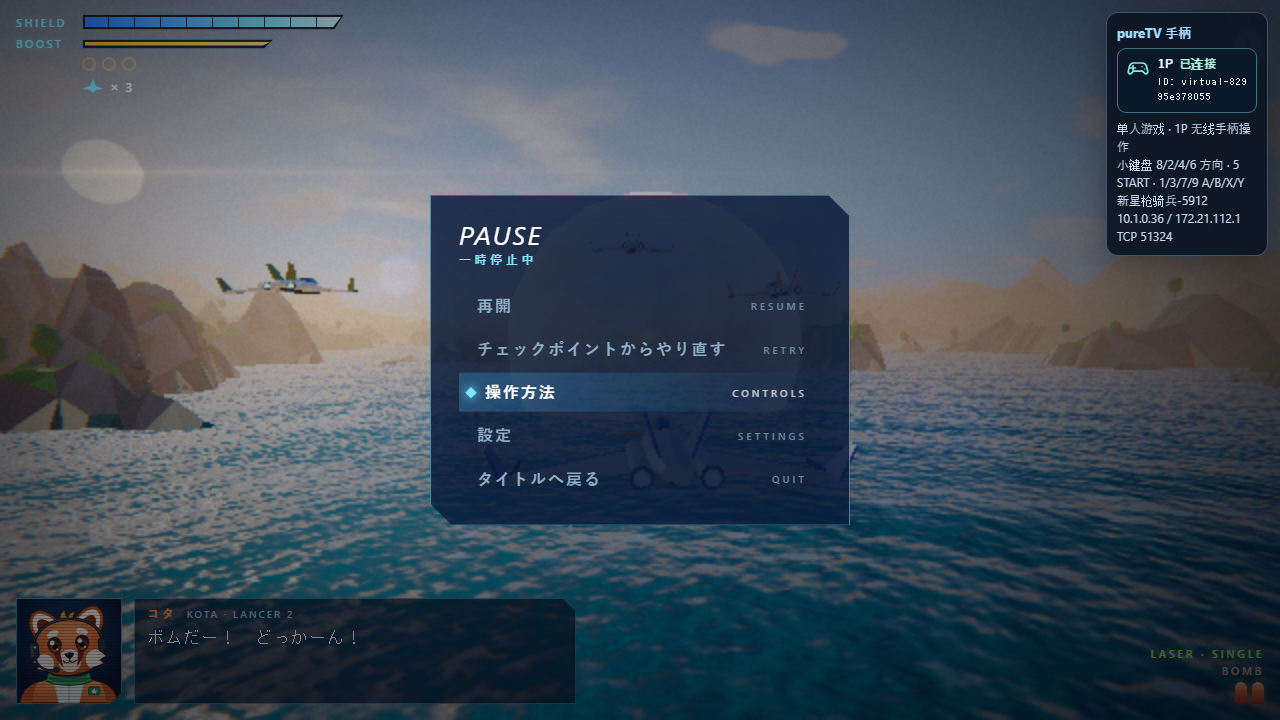 SHIELD
BOOST
× 3
pureTV 手柄
1P 已连接
ID: virtual-829
95e378055
单人游戏 · 1P 无线手柄操
作
小键盘 8/2/4/6 方向 · 5
START · 1/3/7/9 A/B/X/Y
新星枪骑兵-5912
10.1.0.36 / 172.21.112.1
TCP 51324
PAUSE
一時停止中
再開 RESUME
チェックポイントからやり直す RETRY
操作方法 CONTROLS
設定 SETTINGS
タイトルへ戻る QUIT
コタ KOTA · LANCER 2
ボムだー！ どっかーん！
LASER · SINGLE
BOMB